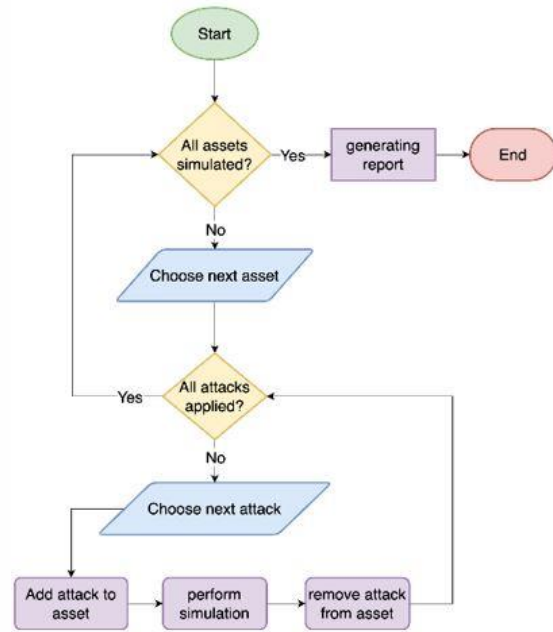 Start
All assets
simulated?
Yes
generating
report
End
No
Choose next asset
All attacks
applied?
Yes
No
Choose next attack
Add attack to
asset
perform
simulation
remove attack
from asset